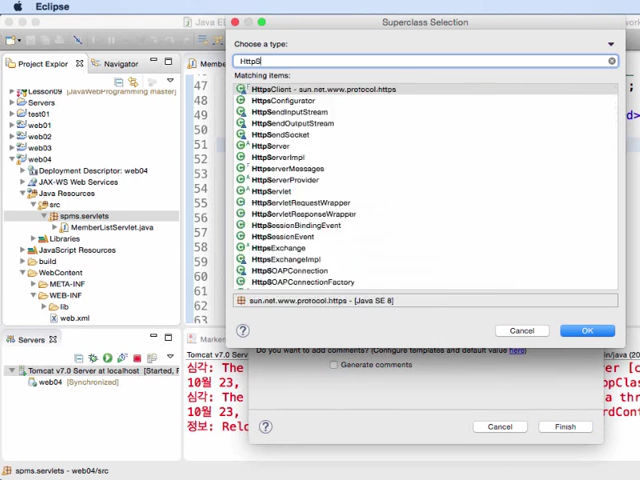 Eclipse
Java EE
Superclass Selection
Project Explor
Navigator
Lesson09 (JavaWebProgramming master)
Servers
test01
web01
web02
web03
web04
Deployment Descriptor: web04
JAX-WS Web Services
Java Resources
src
spms.servlets
MemberListServlet.java
Libraries
JavaScript Resources
build
WebContent
META-INF
WEB-INF
lib
web.xml
47
48
49
50
51
52
53
54
55
56
57
58
59
60
61
62
63
Choose a type:
HttpS
Matching items:
HttpsClient - sun.net.www.protocol.https
HttpsConfigurator
HttpSendInputStream
HttpSendOutputStream
HttpSendSocket
HttpServer
HttpServerImpl
HttpserverMessages
HttpServerProvider
HttpServlet
HttpServletRequestWrapper
HttpServletResponseWrapper
HttpSessionBindingEvent
HttpSessionEvent
HttpsExchange
HttpsExchangeImpl
HttpSOAPConnection
HttpSOAPConnectionFactory
sun.net.www.protocol.https - [Java SE 8]
Cancel
OK
Do you want to add comments? (Configure templates and default value here)
Generate comments
Cancel
Finish
Servers
Tomcat v7.0 Server at localhost [Started,
web04 [Synchronized]
Marker
심각: The
10월 23,
심각: The
10월 23,
정보: Relo
spms.servlets - web04/src